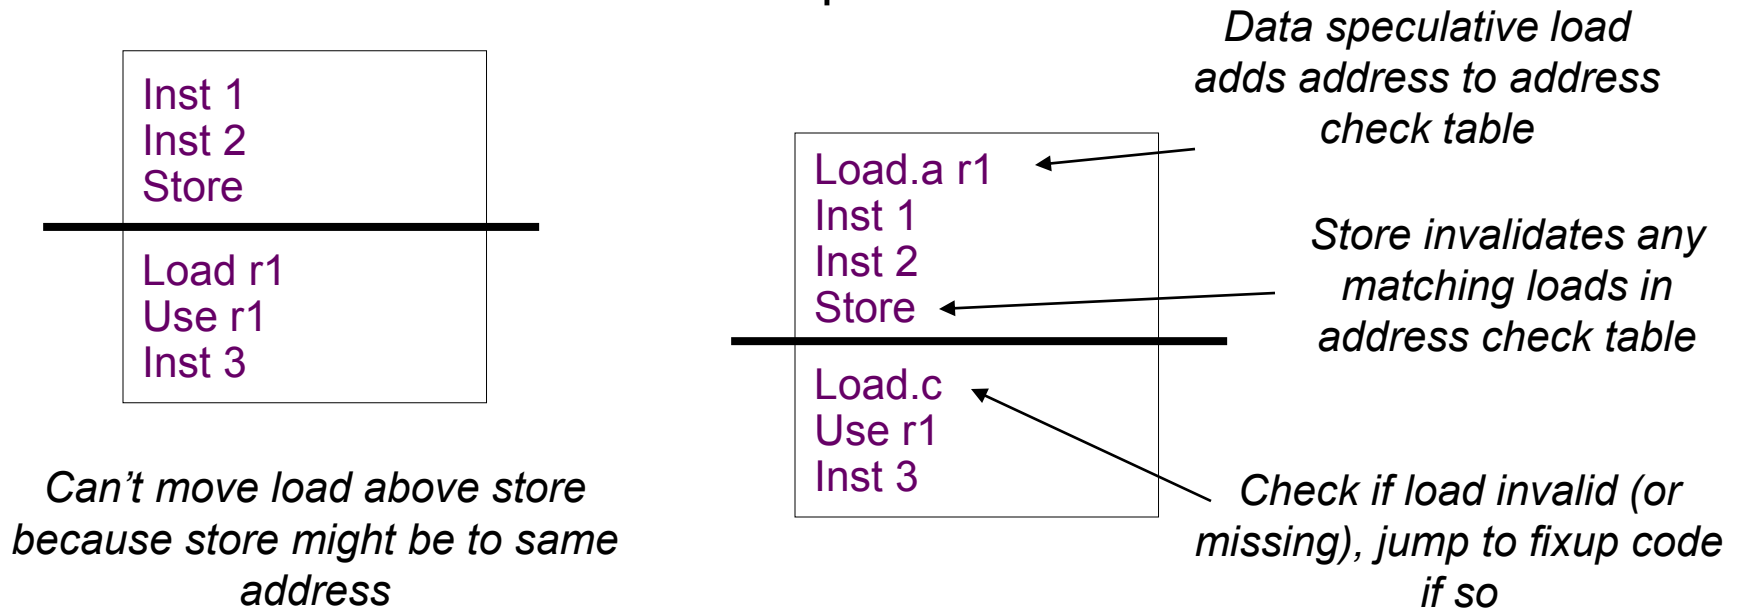 Inst 1
Inst 2
Store
Load r1
Use r1
Inst 3
Can’t move load above store
because store might be to same
address
Load.a r1
Inst 1
Inst 2
Store
Load.c
Use r1
Inst 3
Data speculative load
adds address to address
check table
Store invalidates any
matching loads in
address check table
Check if load invalid (or
missing), jump to fixup code
if so